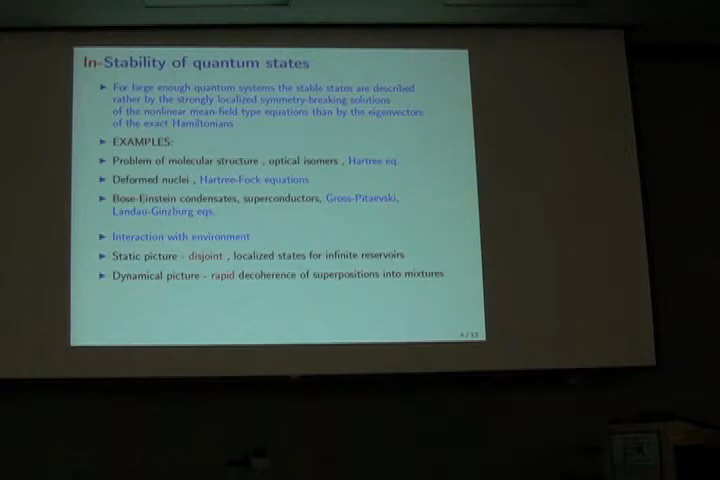 In-Stability of quantum states
► For large enough quantum systems the stable states are described
rather by the strongly localized symmetry-breaking solutions
of the nonlinear mean-field type equations than by the eigenvectors
of the exact Hamiltonians
► EXAMPLES:
► Problem of molecular structure , optical isomers , Hartree eq.
► Deformed nuclei , Hartree-Fock equations
► Bose-Einstein condensates, superconductors, Gross-Pitaevski,
Landau-Ginzburg eqs.
► Interaction with environment
► Static picture - disjoint , localized states for infinite reservoirs
► Dynamical picture - rapid decoherence of superpositions into mixtures